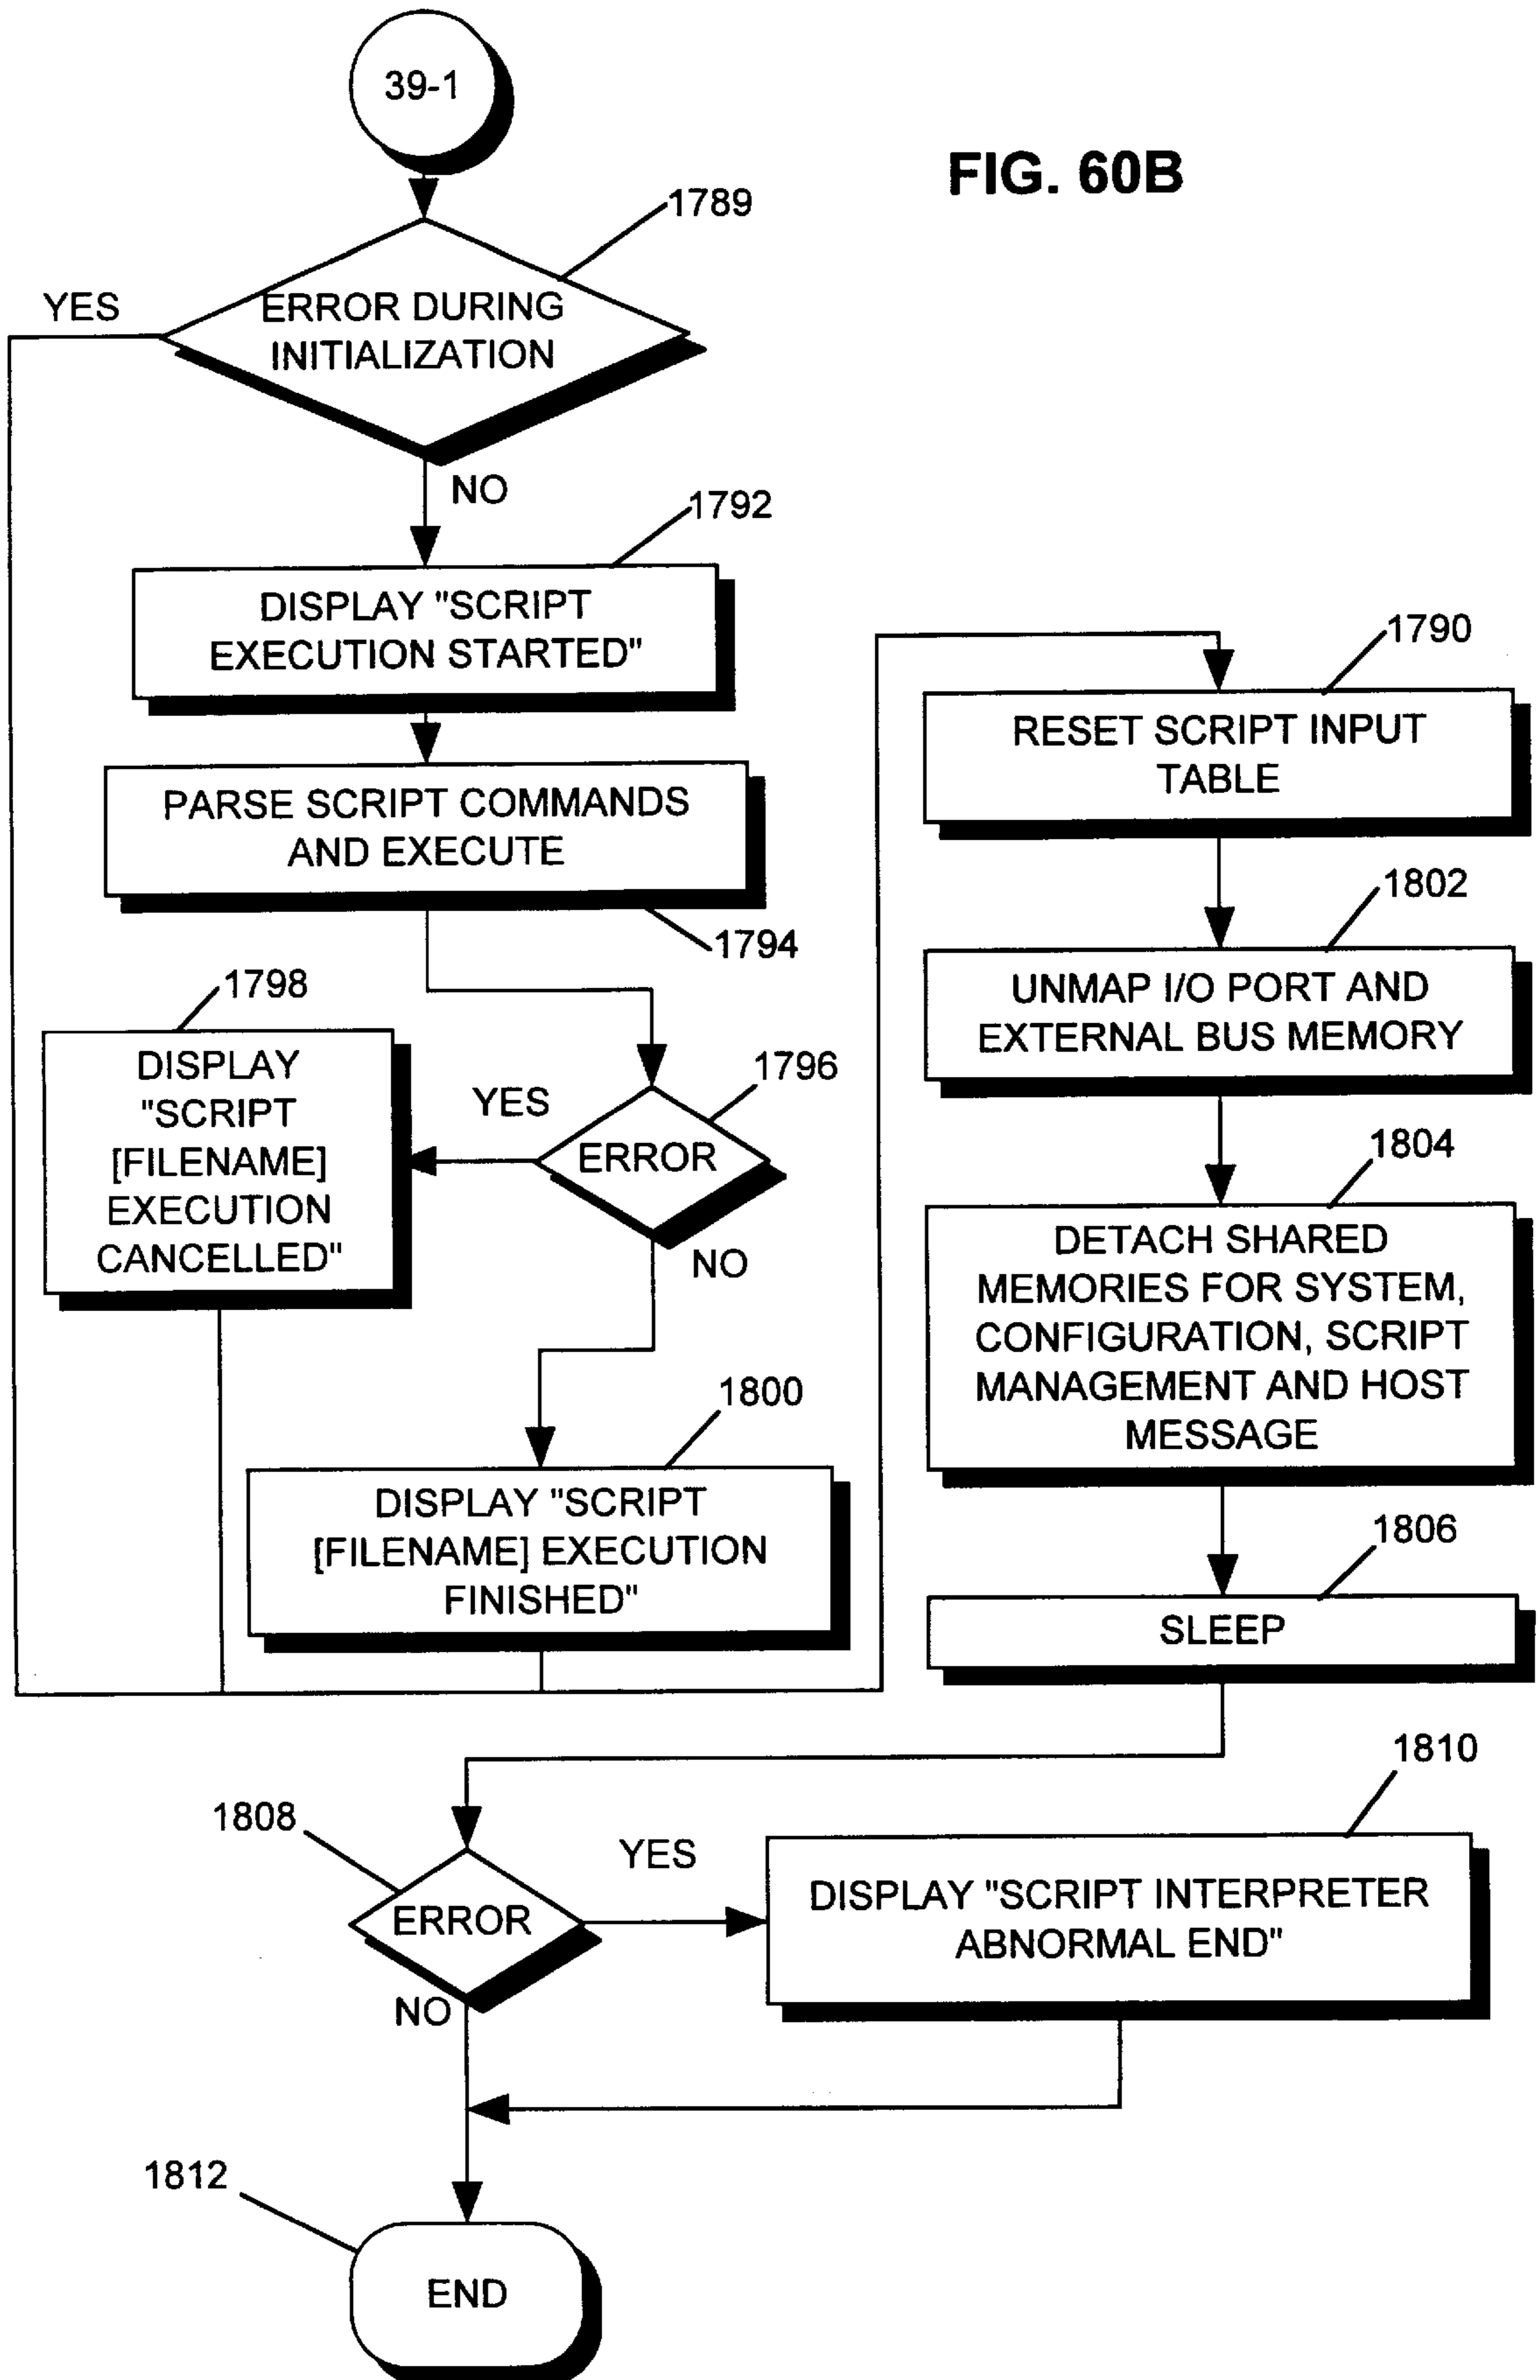 39-1
FIG. 60B
1789
YES
ERROR DURING
INITIALIZATION
NO
1792
DISPLAY "SCRIPT
EXECUTION STARTED"
PARSE SCRIPT COMMANDS
AND EXECUTE
1794
1798
DISPLAY
"SCRIPT
[FILENAME]
EXECUTION
CANCELLED"
YES
1796
ERROR
NO
1800
DISPLAY "SCRIPT
[FILENAME] EXECUTION
FINISHED"
1790
RESET SCRIPT INPUT
TABLE
1802
UNMAP I/O PORT AND
EXTERNAL BUS MEMORY
1804
DETACH SHARED
MEMORIES FOR SYSTEM,
CONFIGURATION, SCRIPT
MANAGEMENT AND HOST
MESSAGE
1806
SLEEP
1808
ERROR
YES
1810
DISPLAY "SCRIPT INTERPRETER
ABNORMAL END"
NO
1812
END